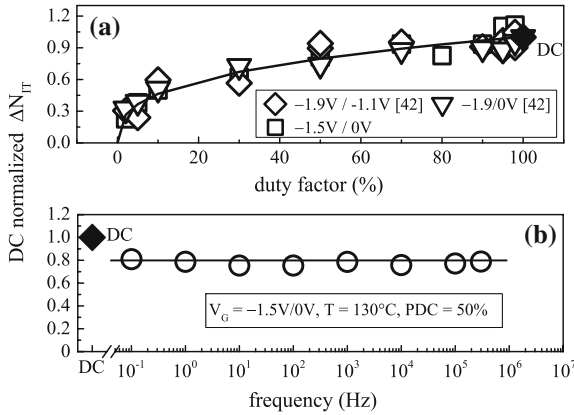 (a)
1.2
0.9
0.6
0.3
0.0
DC
−1.9V / -1.1V [42]
−1.9/0V [42]
−1.5V / 0V
0 20 40 60 80 100
duty factor (%)
DC normalized ΔN_IT
(b)
1.2
1.0
0.8
0.6
0.4
0.2
0
DC
V_G = −1.5V/0V, T = 130°C, PDC = 50%
DC 10^-1 10^0 10^1 10^2 10^3 10^4 10^5 10^6 10^7
frequency (Hz)